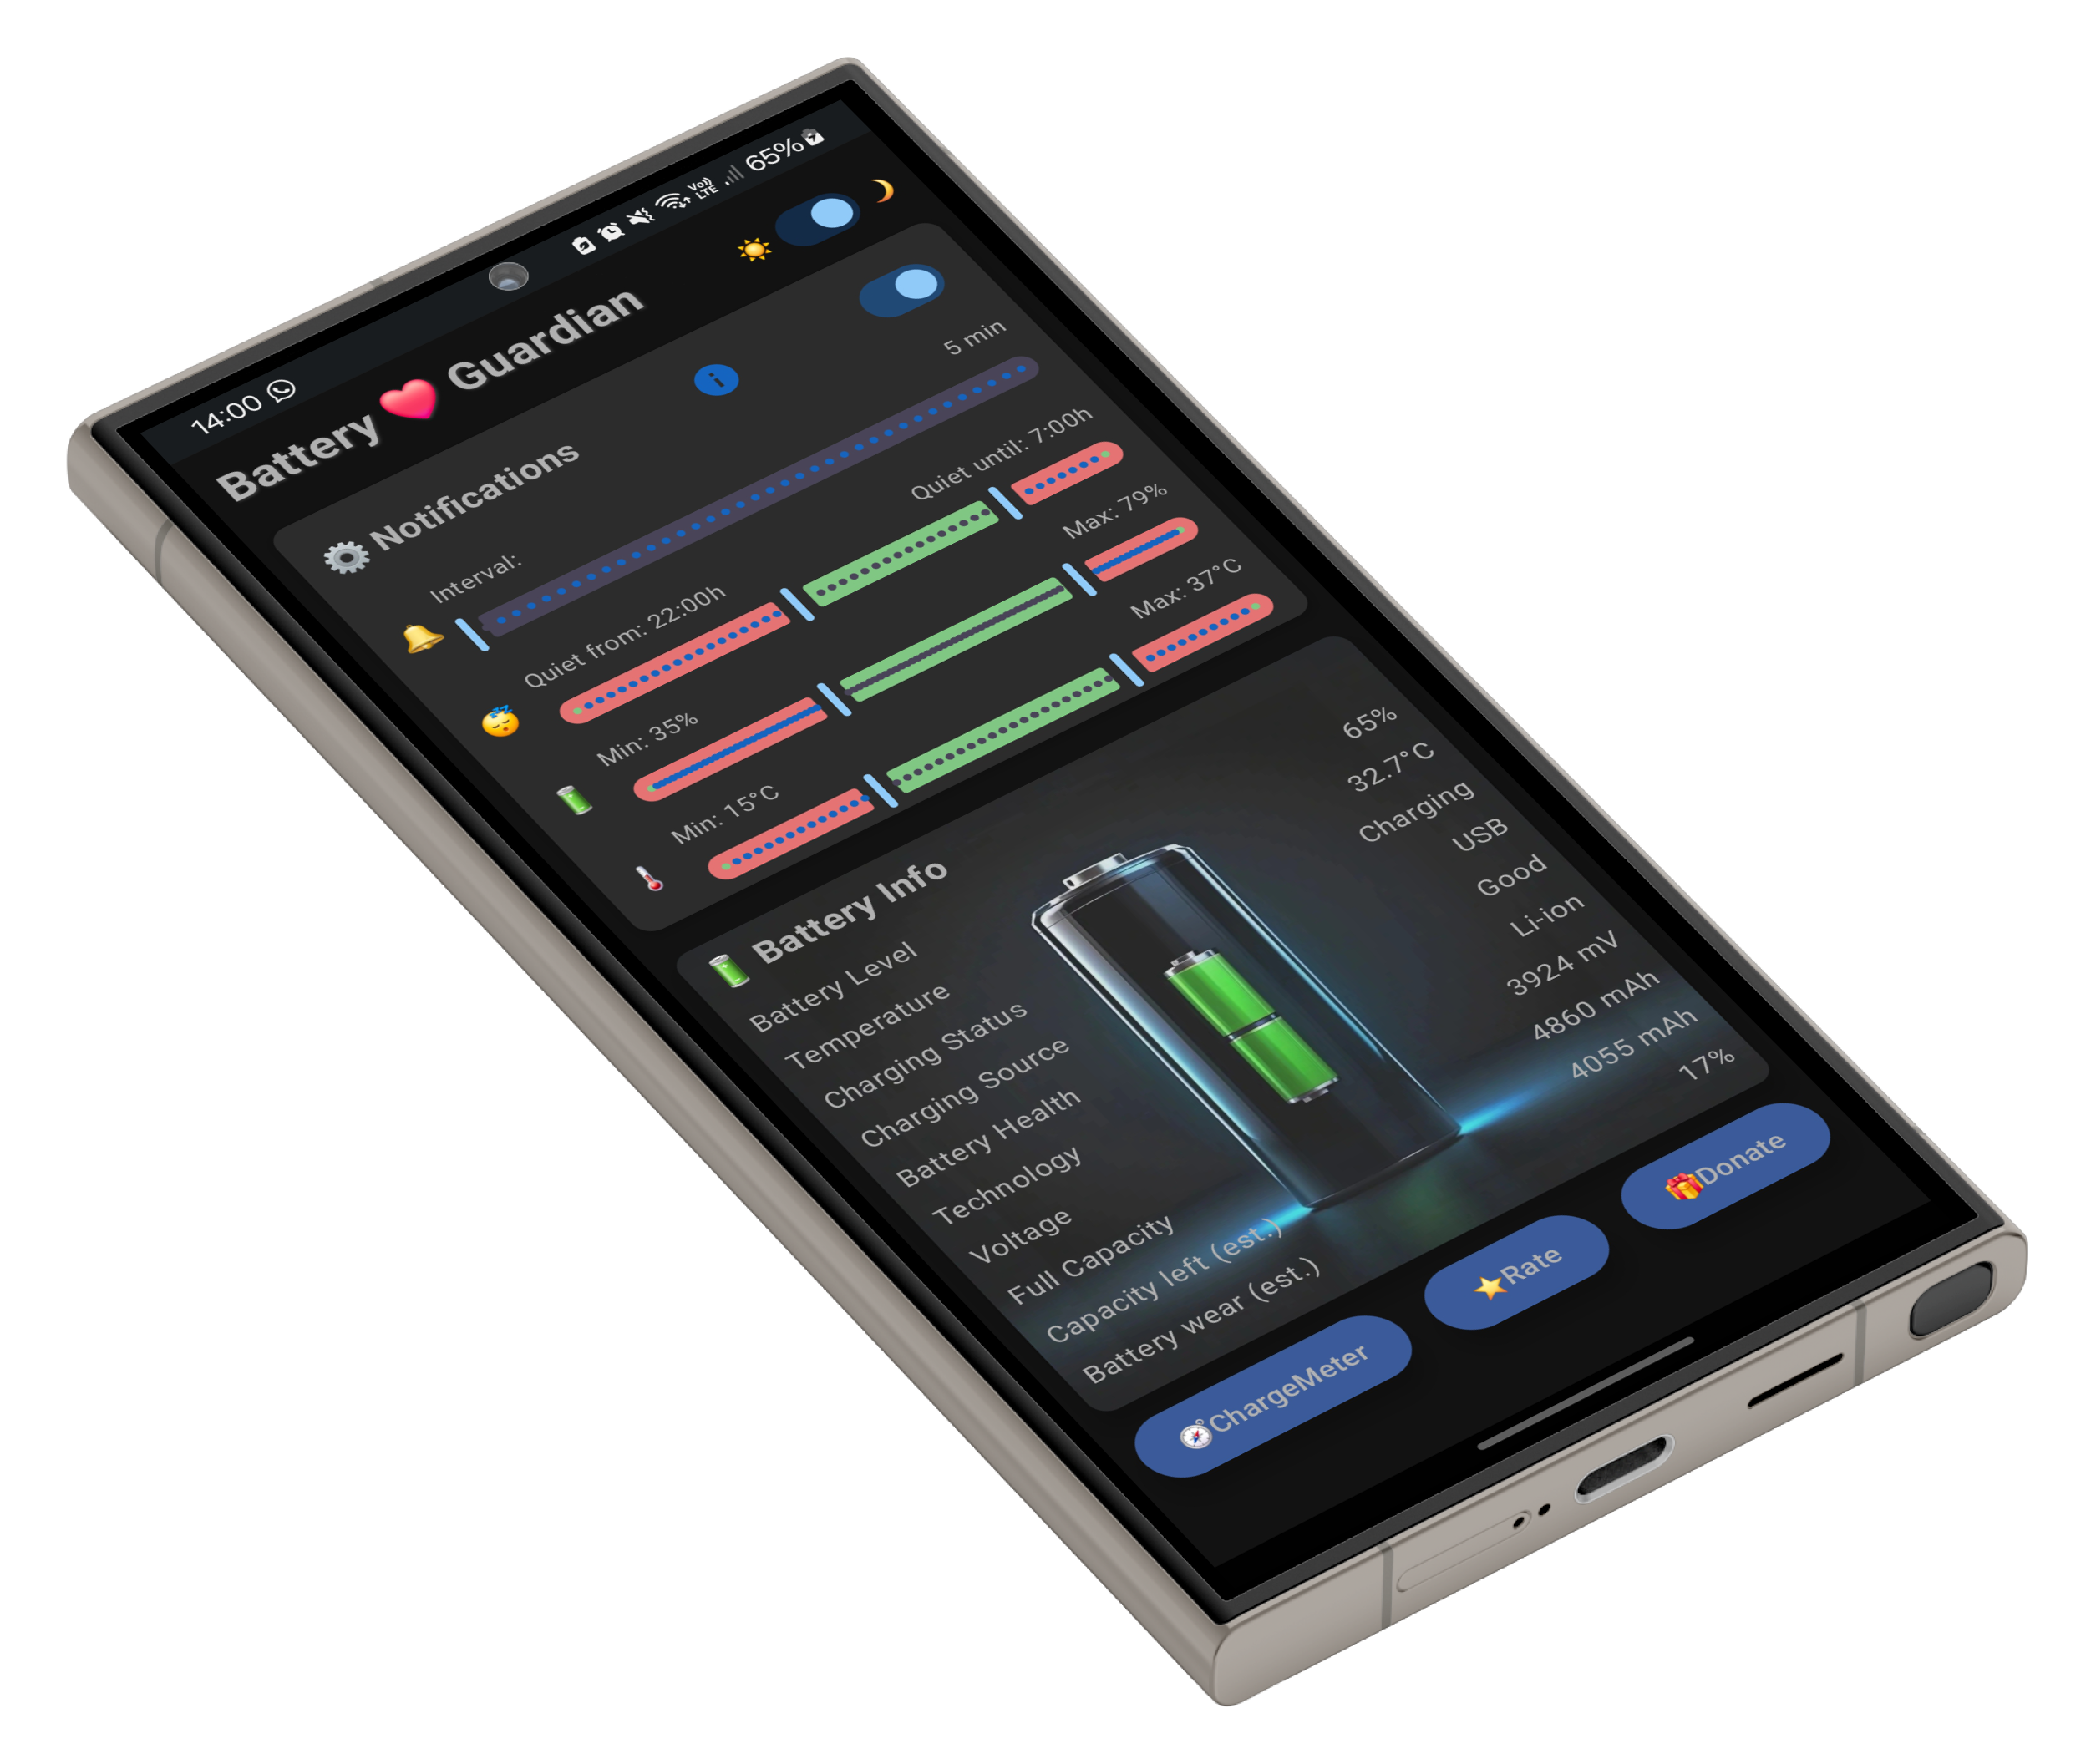 14:00
Vo)) LTE 65%
Battery ❤️ Guardian
Notifications
Interval: 5 min
Quiet from: 22:00h Quiet until: 7:00h
Min: 35% Max: 79%
Min: 15°C Max: 37°C
Battery Info
Battery Level 65%
Temperature 32.7°C
Charging Status Charging
Charging Source USB
Battery Health Good
Technology Li-ion
Voltage 3924 mV
Full Capacity 4860 mAh
Capacity left (est.) 4055 mAh
Battery wear (est.) 17%
ChargeMeter Rate Donate